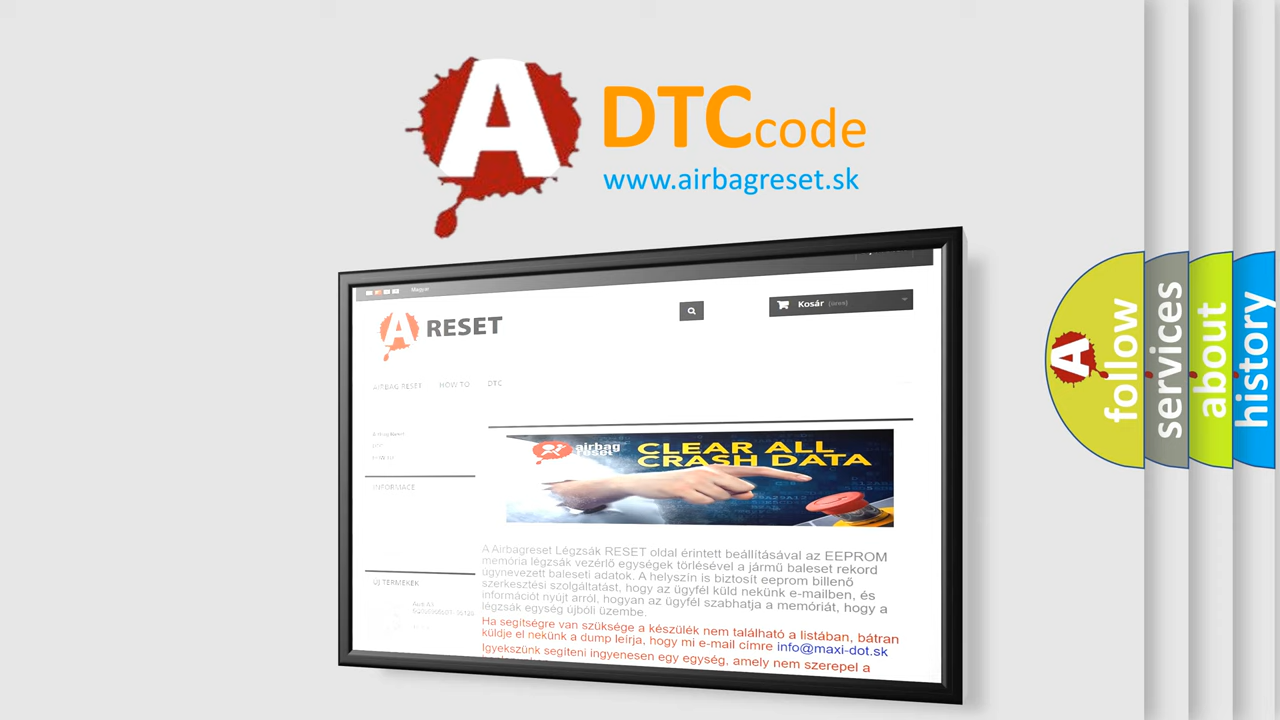 A
DTCcode
www.airbagreset.sk
Magyar
A RESET
Kosár (üres)
AIRBAG RESET HOW TO DTC
airbag
reset
CLEAR ALL
CRASH DATA
INFORMACE
ÚJ TERMÉKEK
A Airbagreset Légzsák RESET oldal érintett beállításával az EEPROM
memória légzsák vezérlő egységek törlésével a jármű baleset rekord
úgynevezett baleseti adatok. A helyszín is biztosít eeprom billenő
szerkesztési szolgáltatást, hogy az ügyfél küld nekünk e-mailben, és
információt nyújt arról, hogyan az ügyfél szabhatja a memóriát, hogy a
légzsák egység újbóli üzembe.
Ha segítségre van szüksége a készülék nem található a listában, bátran
küldje el nekünk a dump leírja, hogy mi e-mail címre info@maxi-dot.sk
Igyekszünk segíteni ingyenesen egy egység, amely nem szerepel a
A
follow
services
about
history